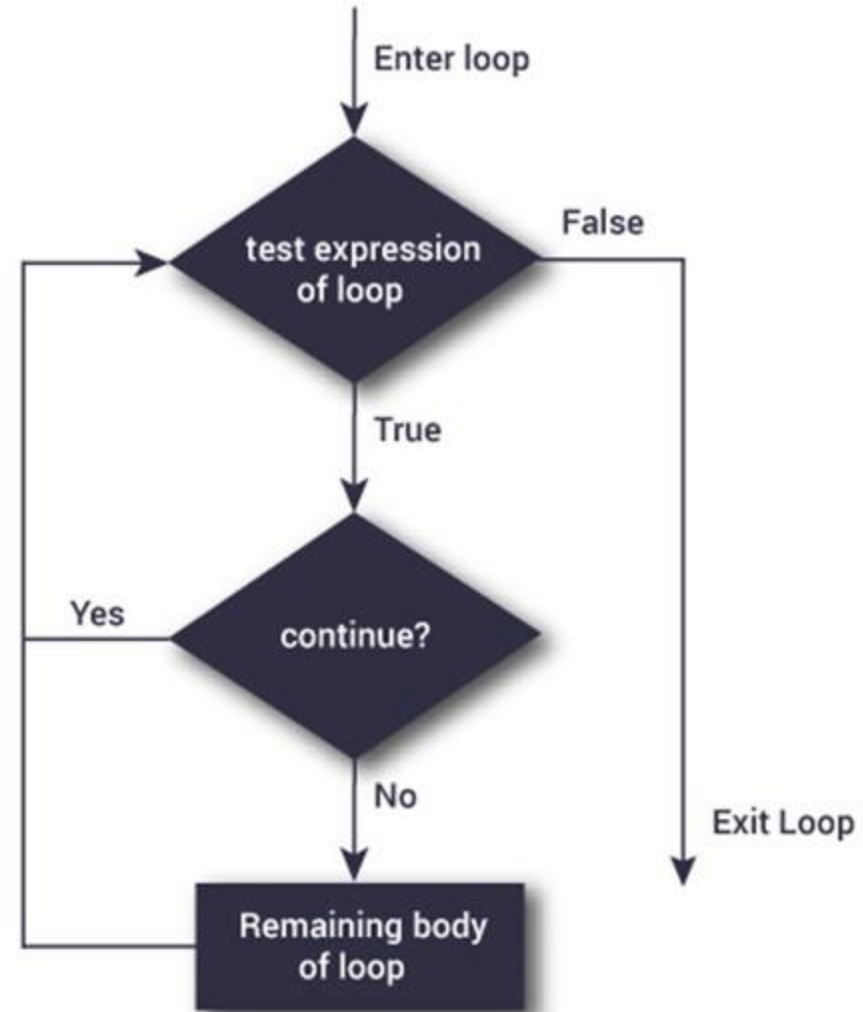 Enter loop
False
test expression
of loop
True
Yes
continue?
No
Exit Loop
Remaining body
of loop